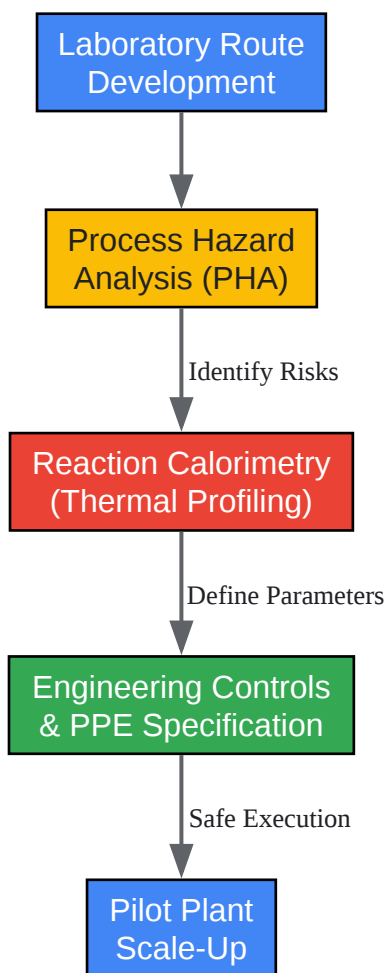 Laboratory Route
Development
Process Hazard
Analysis (PHA)
Identify Risks
Reaction Calorimetry
(Thermal Profiling)
Define Parameters
Engineering Controls
& PPE Specification
Safe Execution
Pilot Plant
Scale-Up